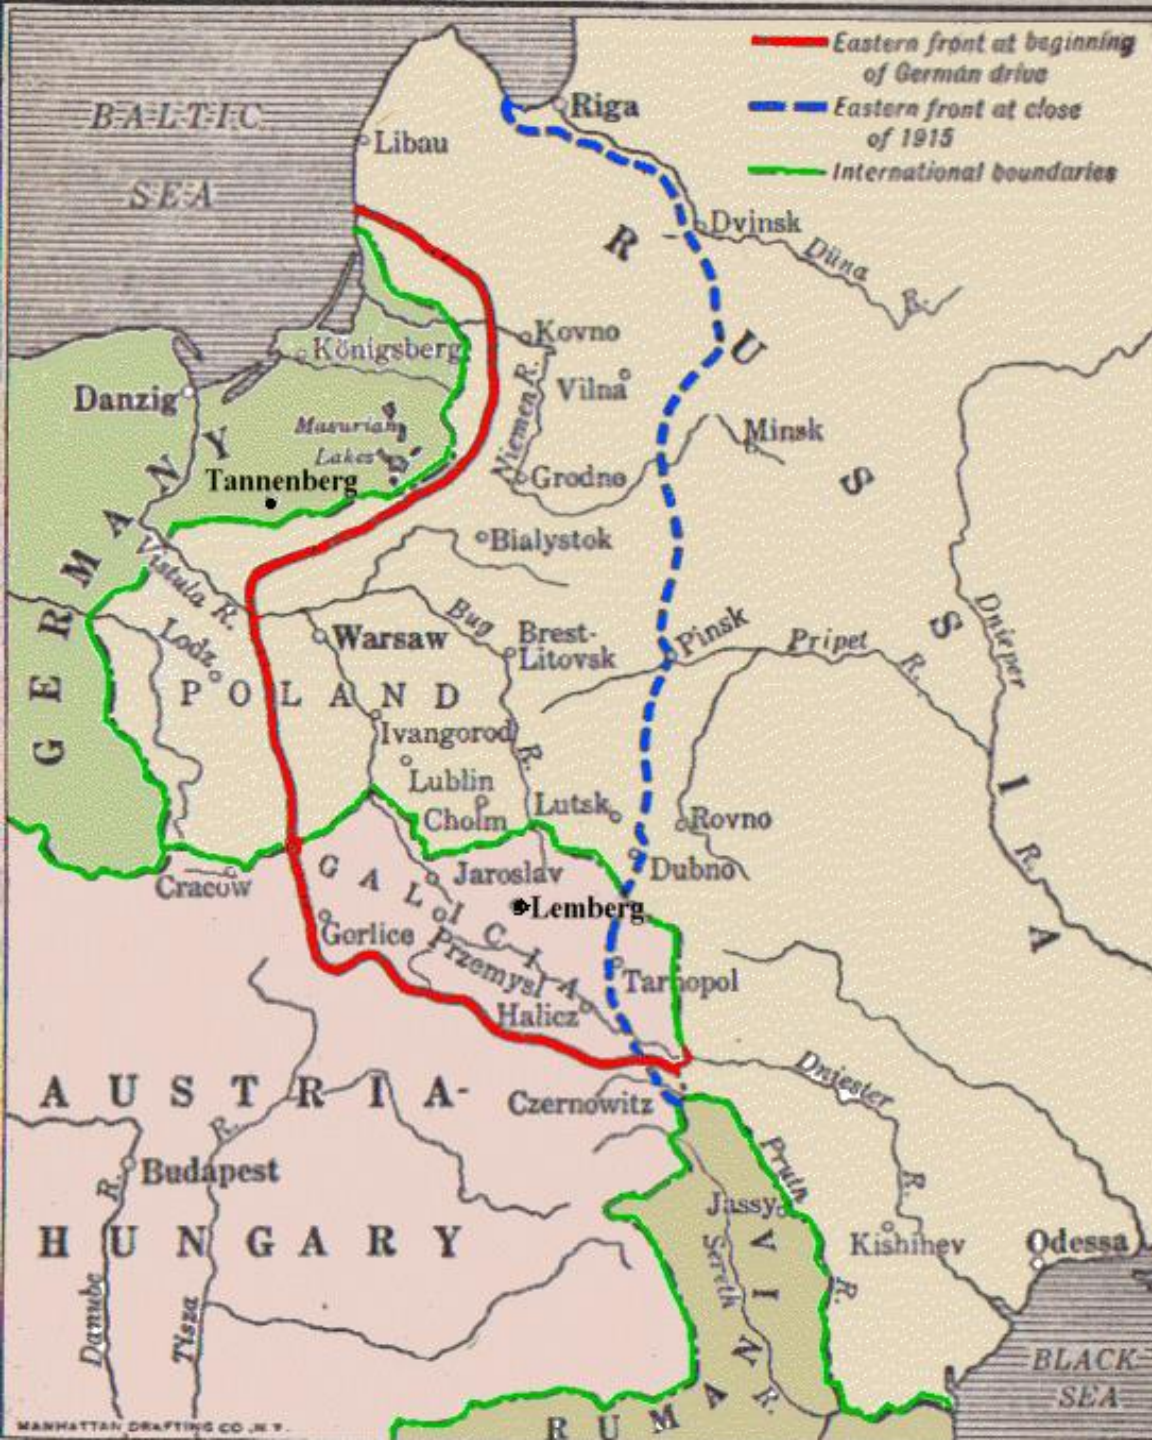 Eastern front at beginning
of German drive
Eastern front at close
of 1915
International boundaries
BALTIC
SEA
Riga
Libau
Dvinsk
Düna
R.
RUSSIA
Kovno
Königsberg
Vilna
Niemen R.
Danzig
Masurian
Lakes
Minsk
Tannenberg
Grodno
GERMANY
Bialystok
Vistula R.
Dnieper
R.
Lodz
Warsaw
Bug
R.
Brest-
Litovsk
Pinsk
Pripet
R.
POLAND
Ivangorod
Lublin
Cholm
Lutsk
Rovno
Dubno
Cracow
GALICIA
Jaroslav
Lemberg
Gorlice
Przemysl
Tarnopol
Halicz
AUSTRIA-
HUNGARY
Czernowitz
Dniester
R.
R.
Budapest
R.
Pruth
R.
Jassy
Sereth
R.
Kishinev
Odessa
Danube
Tisza
RUMANIA
BLACK
SEA
MANHATTAN DRAFTING CO., N.Y.